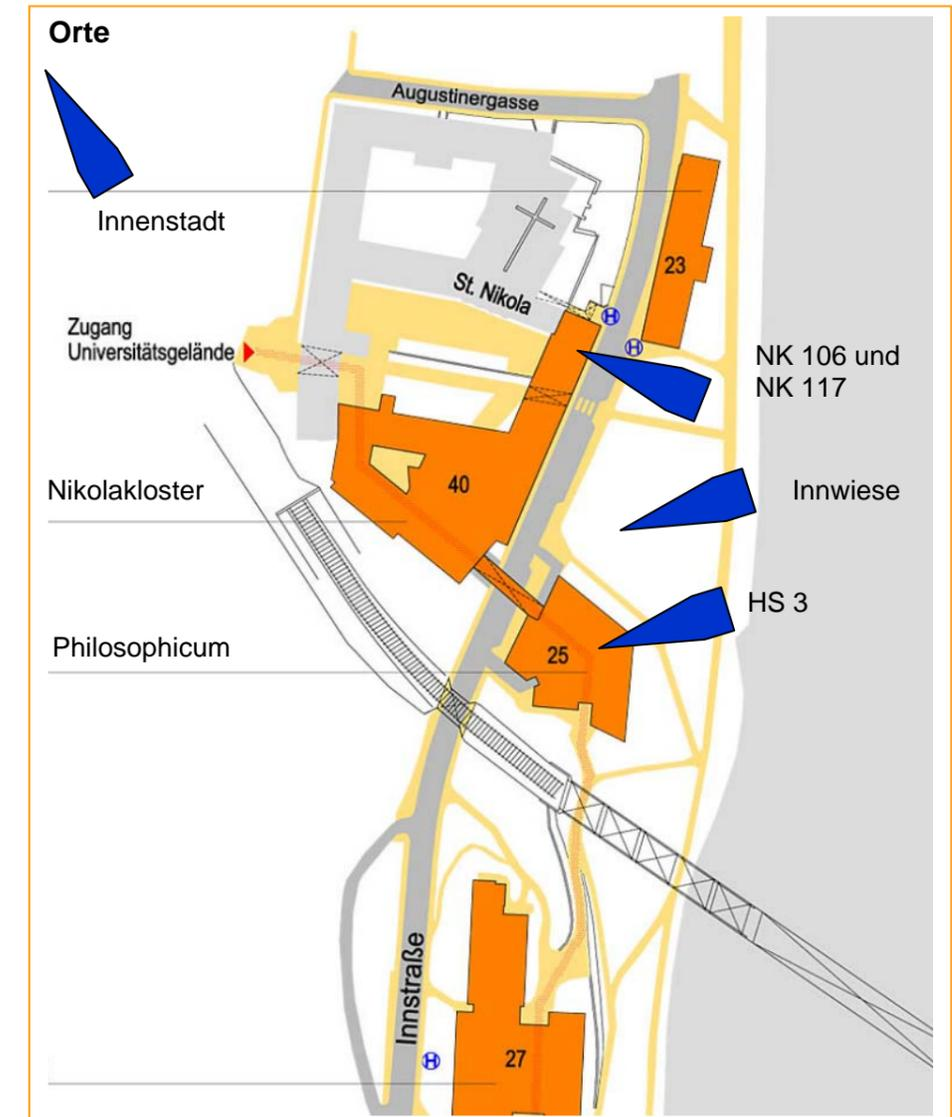 Orte
Augustinergasse
Innenstadt
23
St. Nikola
H
Zugang
Universitätsgelände
H
NK 106 und
NK 117
Nikolakloster
40
Innwiese
HS 3
Philosophicum
25
Innstraße
H
27